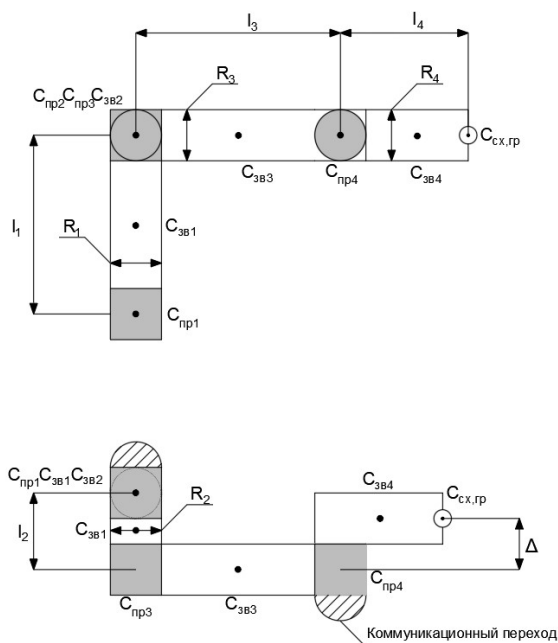 l₃
l₄
R₃
R₄
Cпр2Cпр3Cзв2
Cсх,гр
Cзв3
Cпр4
Cзв4
l₁
Cзв1
R₁
Cпр1
Cпр1Cзв1Cзв2
Cзв4
Cсх,гр
R₂
l₂
Cзв1
Δ
Cпр3
Cзв3
Cпр4
Коммуникационный переход